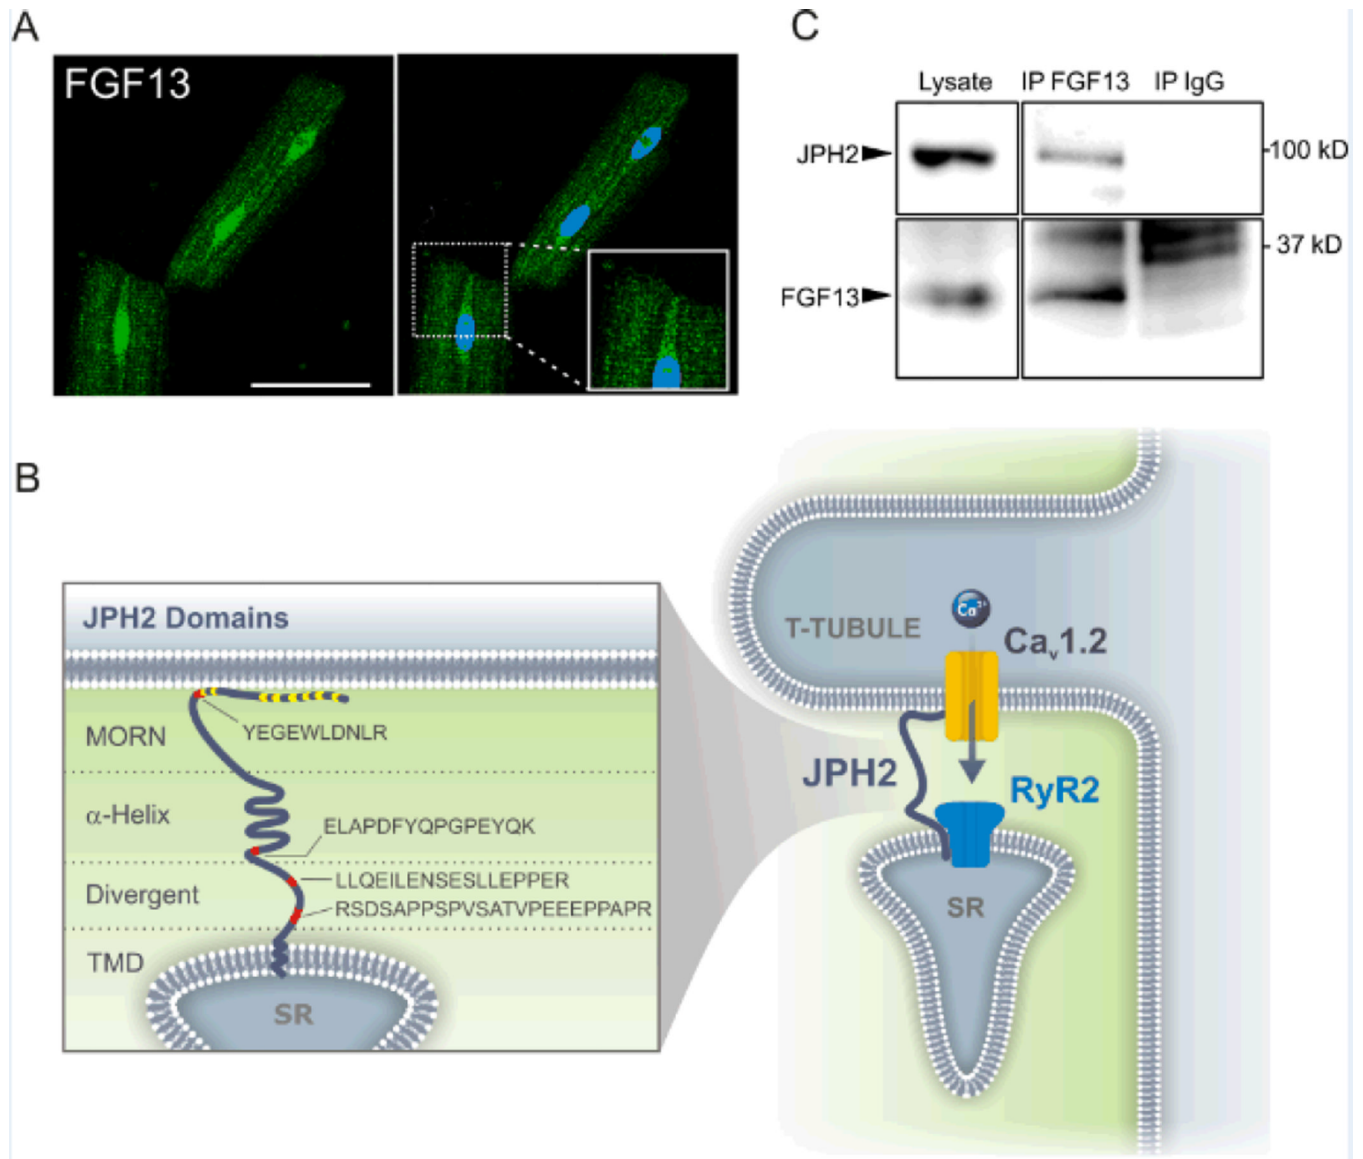 A
FGF13
C
Lysate
IP FGF13
IP IgG
JPH2
100 kD
37 kD
FGF13
B
JPH2 Domains
MORN
YEGEWLDNLR
α-Helix
ELAPDFYQPGPEYQK
Divergent
LLQEILENSESLLEPPER
RSDSAPPSPVSATVPEEEPPAPR
TMD
SR
T-TUBULE
Ca²⁺
Caᵥ1.2
JPH2
RyR2
SR